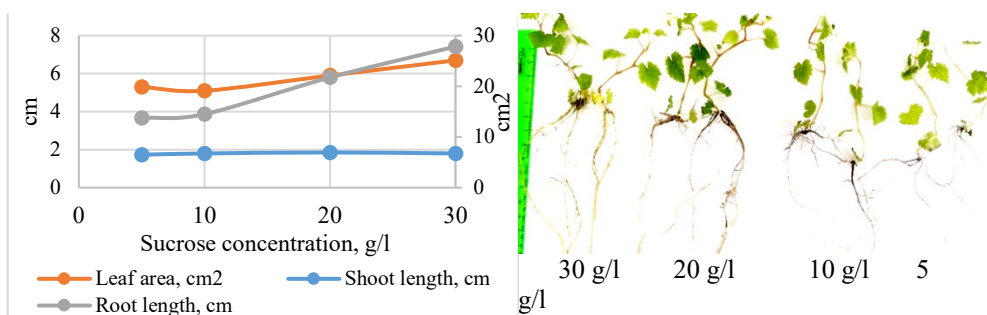 8
6
4
2
0
cm
30
20
10
0
cm2
0 10 20 30
Sucrose concentration, g/l
Leaf area, cm2 Shoot length, cm
Root length, cm
30 g/l 20 g/l 10 g/l 5
g/l